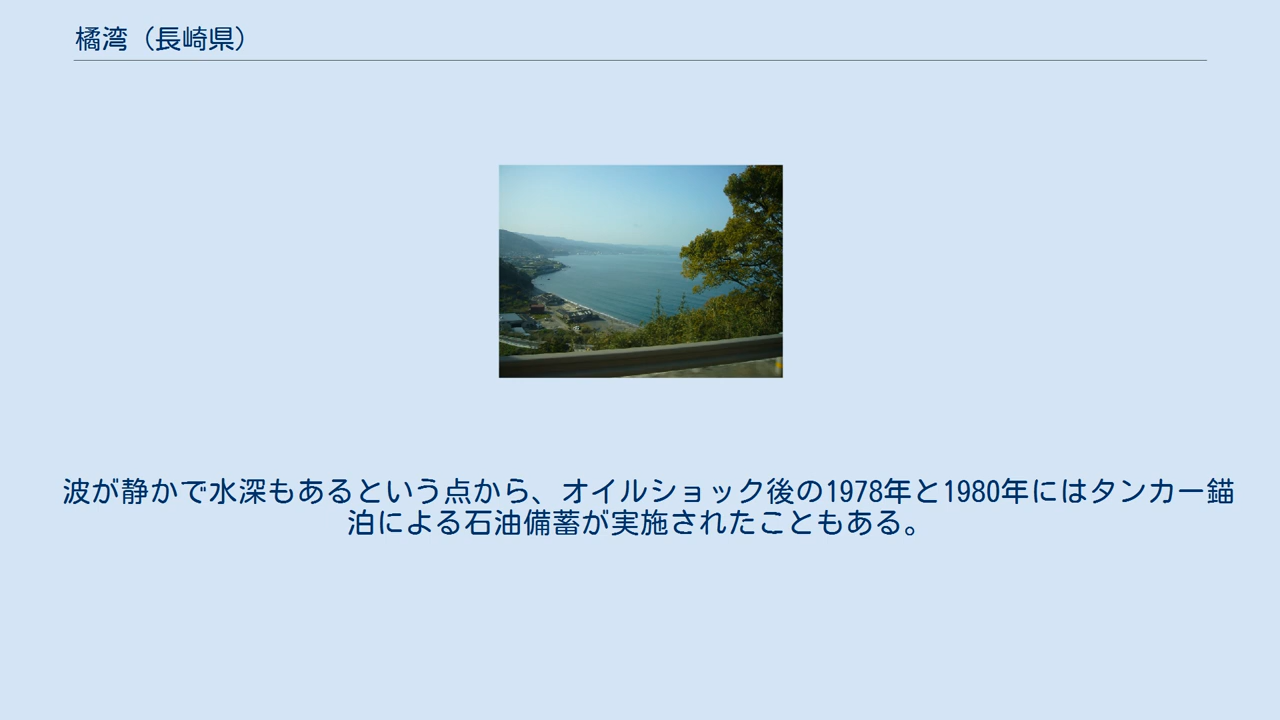 橘湾（長崎県）
波が静かで水深もあるという点から、オイルショック後の1978年と1980年にはタンカー錨
泊による石油備蓄が実施されたこともある。